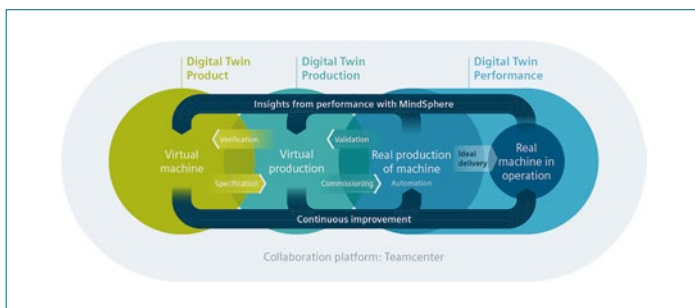 Digital Twin
Product
Digital Twin
Production
Digital Twin
Performance
Insights from performance with MindSphere
Verification
Validation
Virtual
machine
Virtual
production
Real production
of machine
Ideal
delivery
Real
machine in
operation
Specification
Commissioning
Automation
Continuous improvement
Collaboration platform: Teamcenter